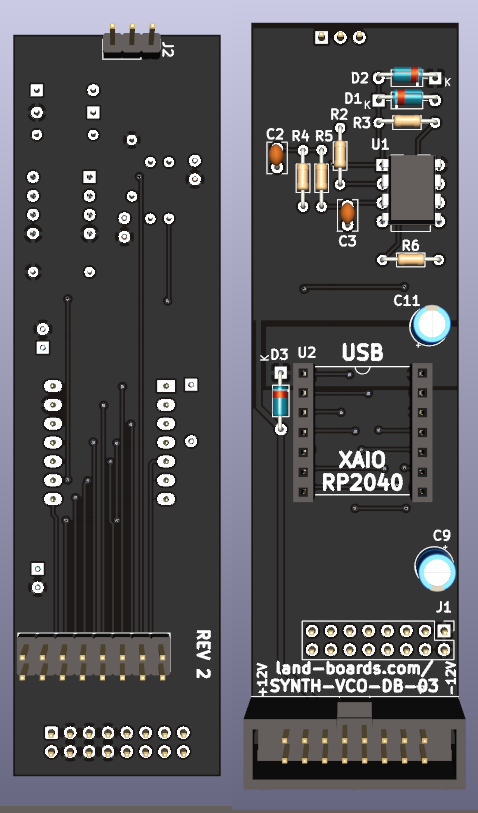 J2
REV 2
D2
K
D1
K
R3
R2
C2
R4
R5
U1
C3
R6
C11
K
D3
U2
USB
XAIO
RP2040
C9
J1
+12V
land-boards.com/
SYNTH-VCO-DB-03
-12V